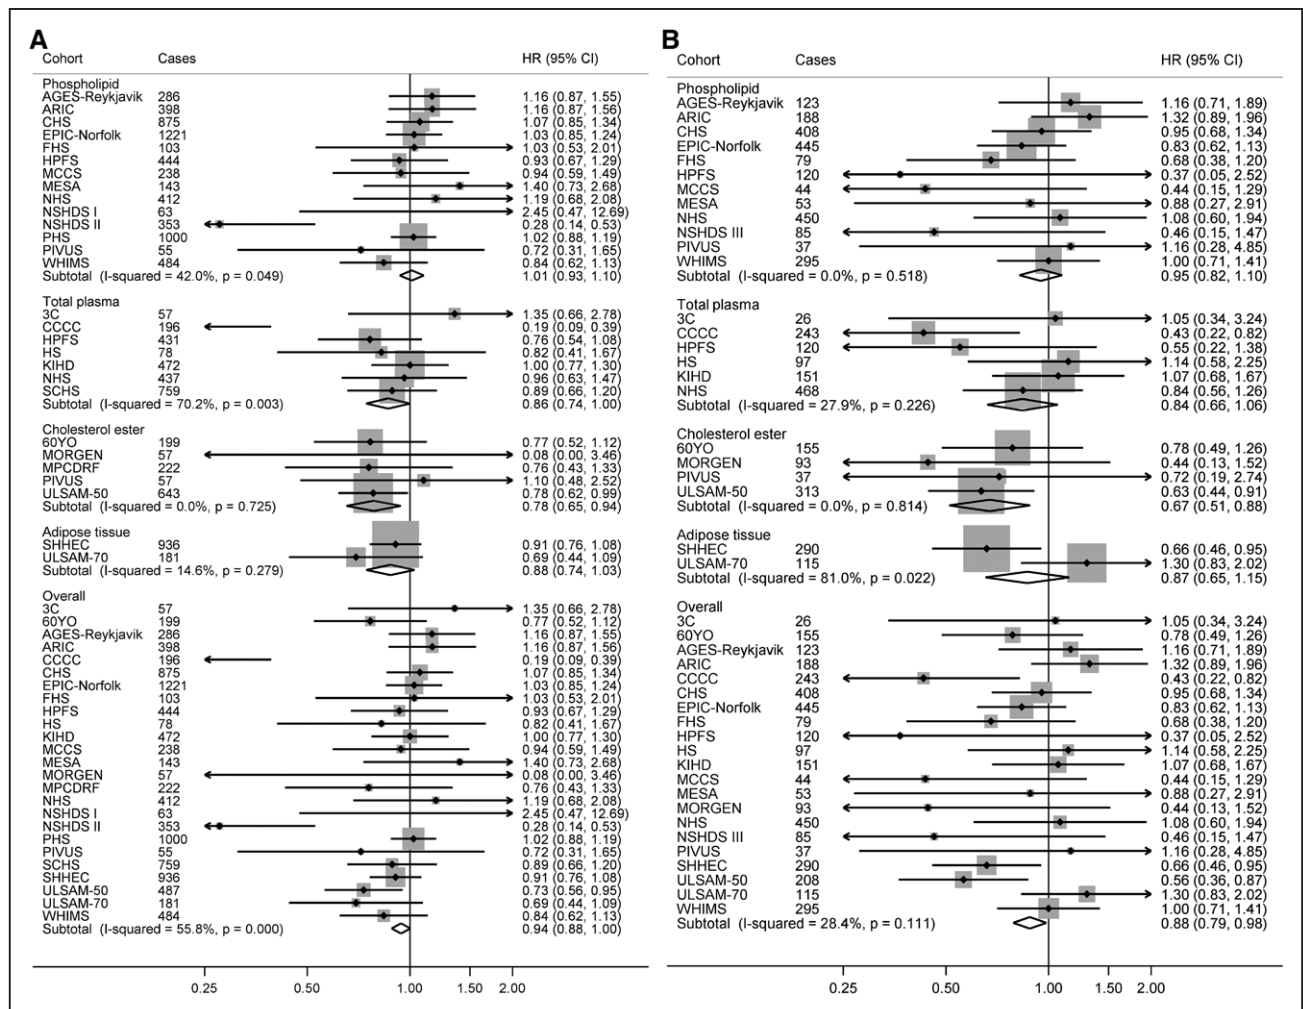 A
Cohort Cases HR (95% CI)
Phospholipid
AGES-Reykjavik 286 1.16 (0.87, 1.55)
ARIC 398 1.16 (0.87, 1.56)
CHS 875 1.07 (0.85, 1.34)
EPIC-Norfolk 1221 1.03 (0.85, 1.24)
FHS 103 1.03 (0.53, 2.01)
HPFS 444 0.93 (0.67, 1.29)
MCCS 238 0.94 (0.59, 1.49)
MESA 143 1.40 (0.73, 2.68)
NHS 412 1.19 (0.68, 2.08)
NSHDS I 63 2.45 (0.47, 12.69)
NSHDS II 353 0.28 (0.14, 0.53)
PHS 1000 1.02 (0.88, 1.19)
PIVUS 55 0.72 (0.31, 1.65)
WHIMS 484 0.84 (0.62, 1.13)
Subtotal (I-squared = 42.0%, p = 0.049) 1.01 (0.93, 1.10)
Total plasma
3C 57 1.35 (0.66, 2.78)
CCCC 196 0.19 (0.09, 0.39)
HPFS 431 0.76 (0.54, 1.08)
HS 78 0.82 (0.41, 1.67)
KIHD 472 1.00 (0.77, 1.30)
NHS 437 0.96 (0.63, 1.47)
SCHS 759 0.89 (0.66, 1.20)
Subtotal (I-squared = 70.2%, p = 0.003) 0.86 (0.74, 1.00)
Cholesterol ester
60YO 199 0.77 (0.52, 1.12)
MORGEN 57 0.08 (0.00, 3.46)
MPCDRF 222 0.76 (0.43, 1.33)
PIVUS 57 1.10 (0.48, 2.52)
ULSAM-50 643 0.78 (0.62, 0.99)
Subtotal (I-squared = 0.0%, p = 0.725) 0.78 (0.65, 0.94)
Adipose tissue
SHHEC 936 0.91 (0.76, 1.08)
ULSAM-70 181 0.69 (0.44, 1.09)
Subtotal (I-squared = 14.6%, p = 0.279) 0.88 (0.74, 1.03)
Overall
3C 57 1.35 (0.66, 2.78)
60YO 199 0.77 (0.52, 1.12)
AGES-Reykjavik 286 1.16 (0.87, 1.55)
ARIC 398 1.16 (0.87, 1.56)
CCCC 196 0.19 (0.09, 0.39)
CHS 875 1.07 (0.85, 1.34)
EPIC-Norfolk 1221 1.03 (0.85, 1.24)
FHS 103 1.03 (0.53, 2.01)
HPFS 444 0.93 (0.67, 1.29)
HS 78 0.82 (0.41, 1.67)
KIHD 472 1.00 (0.77, 1.30)
MCCS 238 0.94 (0.59, 1.49)
MESA 143 1.40 (0.73, 2.68)
MORGEN 57 0.08 (0.00, 3.46)
MPCDRF 222 0.76 (0.43, 1.33)
NHS 412 1.19 (0.68, 2.08)
NSHDS I 63 2.45 (0.47, 12.69)
NSHDS II 353 0.28 (0.14, 0.53)
PHS 1000 1.02 (0.88, 1.19)
PIVUS 55 0.72 (0.31, 1.65)
SCHS 759 0.89 (0.66, 1.20)
SHHEC 936 0.91 (0.76, 1.08)
ULSAM-50 487 0.73 (0.56, 0.95)
ULSAM-70 181 0.69 (0.44, 1.09)
WHIMS 484 0.84 (0.62, 1.13)
Subtotal (I-squared = 55.8%, p = 0.000) 0.94 (0.88, 1.00)
0.25 0.50 1.00 1.50 2.00
B
Cohort Cases HR (95% CI)
Phospholipid
AGES-Reykjavik 123 1.16 (0.71, 1.89)
ARIC 188 1.32 (0.89, 1.96)
CHS 408 0.95 (0.68, 1.34)
EPIC-Norfolk 445 0.83 (0.62, 1.13)
FHS 79 0.68 (0.38, 1.20)
HPFS 120 0.37 (0.05, 2.52)
MCCS 44 0.44 (0.15, 1.29)
MESA 53 0.88 (0.27, 2.91)
NHS 450 1.08 (0.60, 1.94)
NSHDS III 85 0.46 (0.15, 1.47)
PIVUS 37 1.16 (0.28, 4.85)
WHIMS 295 1.00 (0.71, 1.41)
Subtotal (I-squared = 0.0%, p = 0.518) 0.95 (0.82, 1.10)
Total plasma
3C 26 1.05 (0.34, 3.24)
CCCC 243 0.43 (0.22, 0.82)
HPFS 120 0.55 (0.22, 1.38)
HS 97 1.14 (0.58, 2.25)
KIHD 151 1.07 (0.68, 1.67)
NHS 468 0.84 (0.56, 1.26)
Subtotal (I-squared = 27.9%, p = 0.226) 0.84 (0.66, 1.06)
Cholesterol ester
60YO 155 0.78 (0.49, 1.26)
MORGEN 93 0.44 (0.13, 1.52)
PIVUS 37 0.72 (0.19, 2.74)
ULSAM-50 313 0.63 (0.44, 0.91)
Subtotal (I-squared = 0.0%, p = 0.814) 0.67 (0.51, 0.88)
Adipose tissue
SHHEC 290 0.66 (0.46, 0.95)
ULSAM-70 115 1.30 (0.83, 2.02)
Subtotal (I-squared = 81.0%, p = 0.022) 0.87 (0.65, 1.15)
Overall
3C 26 1.05 (0.34, 3.24)
60YO 155 0.78 (0.49, 1.26)
AGES-Reykjavik 123 1.16 (0.71, 1.89)
ARIC 188 1.32 (0.89, 1.96)
CCCC 243 0.43 (0.22, 0.82)
CHS 408 0.95 (0.68, 1.34)
EPIC-Norfolk 445 0.83 (0.62, 1.13)
FHS 79 0.68 (0.38, 1.20)
HPFS 120 0.37 (0.05, 2.52)
HS 97 1.14 (0.58, 2.25)
KIHD 151 1.07 (0.68, 1.67)
MCCS 44 0.44 (0.15, 1.29)
MESA 53 0.88 (0.27, 2.91)
MORGEN 93 0.44 (0.13, 1.52)
NHS 450 1.08 (0.60, 1.94)
NSHDS III 85 0.46 (0.15, 1.47)
PIVUS 37 1.16 (0.28, 4.85)
SHHEC 290 0.66 (0.46, 0.95)
ULSAM-50 208 0.56 (0.36, 0.87)
ULSAM-70 115 1.30 (0.83, 2.02)
WHIMS 295 1.00 (0.71, 1.41)
Subtotal (I-squared = 28.4%, p = 0.111) 0.88 (0.79, 0.98)
0.25 0.50 1.00 1.50 2.00